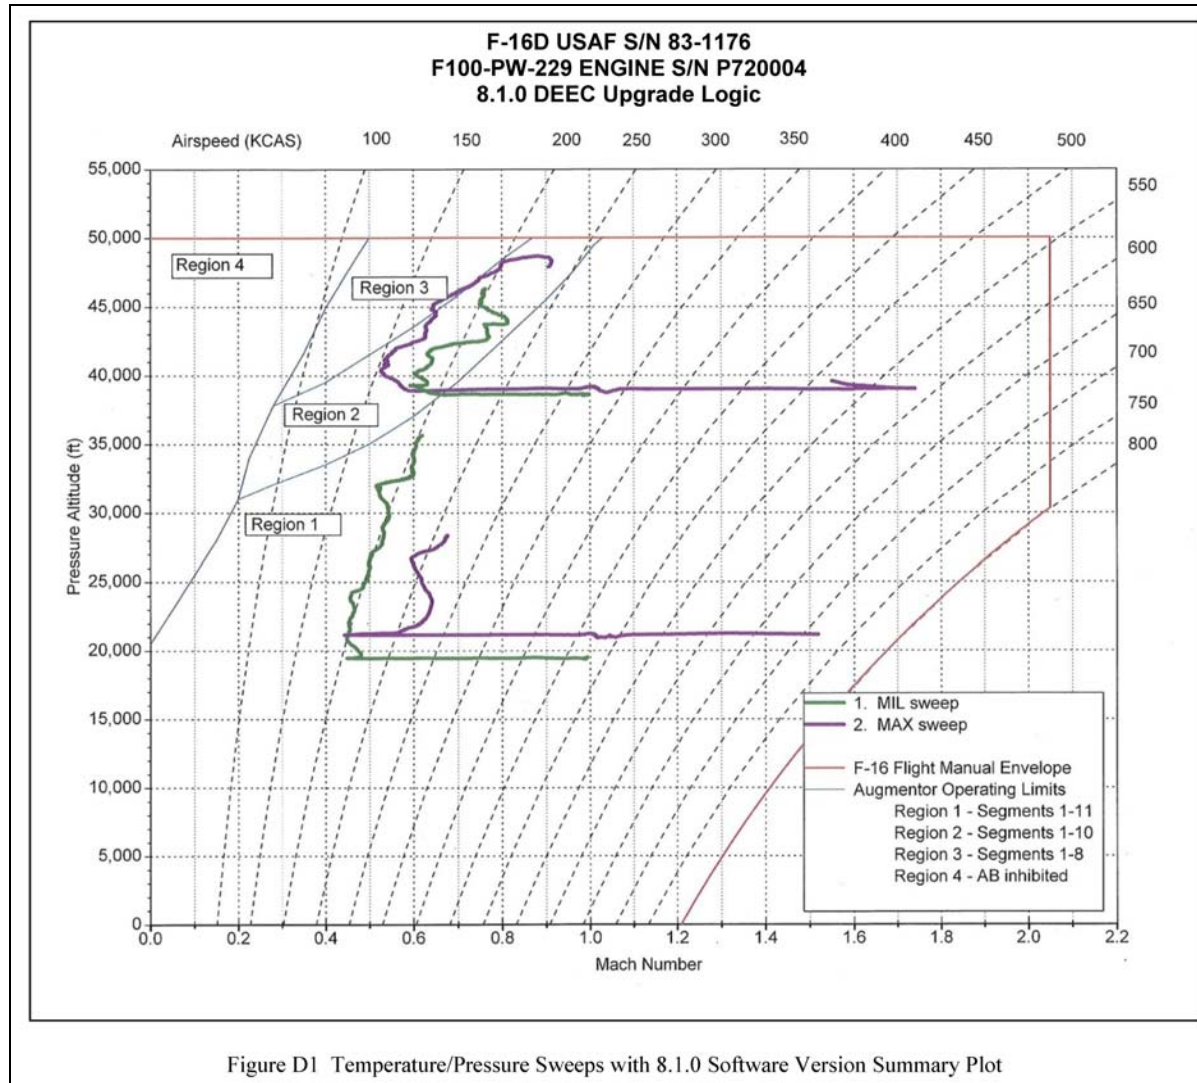 F-16D USAF S/N 83-1176
F100-PW-229 ENGINE S/N P720004
8.1.0 DEEC Upgrade Logic
Airspeed (KCAS) 100 150 200 250 300 350 400 450 500
55,000 550
50,000 600
Region 4
Region 3
45,000 650
700
40,000
Region 2 750
35,000 800
Pressure Altitude (ft)
30,000
Region 1
25,000
20,000
15,000
1. MIL sweep
2. MAX sweep
F-16 Flight Manual Envelope
10,000
Augmentor Operating Limits
Region 1 - Segments 1-11
Region 2 - Segments 1-10
5,000
Region 3 - Segments 1-8
Region 4 - AB inhibited
0
0.0 0.2 0.4 0.6 0.8 1.0 1.2 1.4 1.6 1.8 2.0 2.2
Mach Number
Figure D1 Temperature/Pressure Sweeps with 8.1.0 Software Version Summary Plot